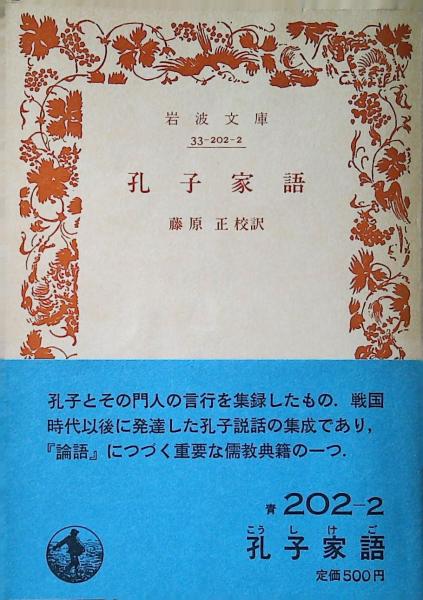 岩波文庫
33-202-2
孔子家語
藤原 正校訳
孔子とその門人の言行を集録したもの．戦国
時代以後に発達した孔子説話の集成であり，
『論語』につづく重要な儒教典籍の一つ．
青 202-2
こうしけご
孔子家語
定価500円